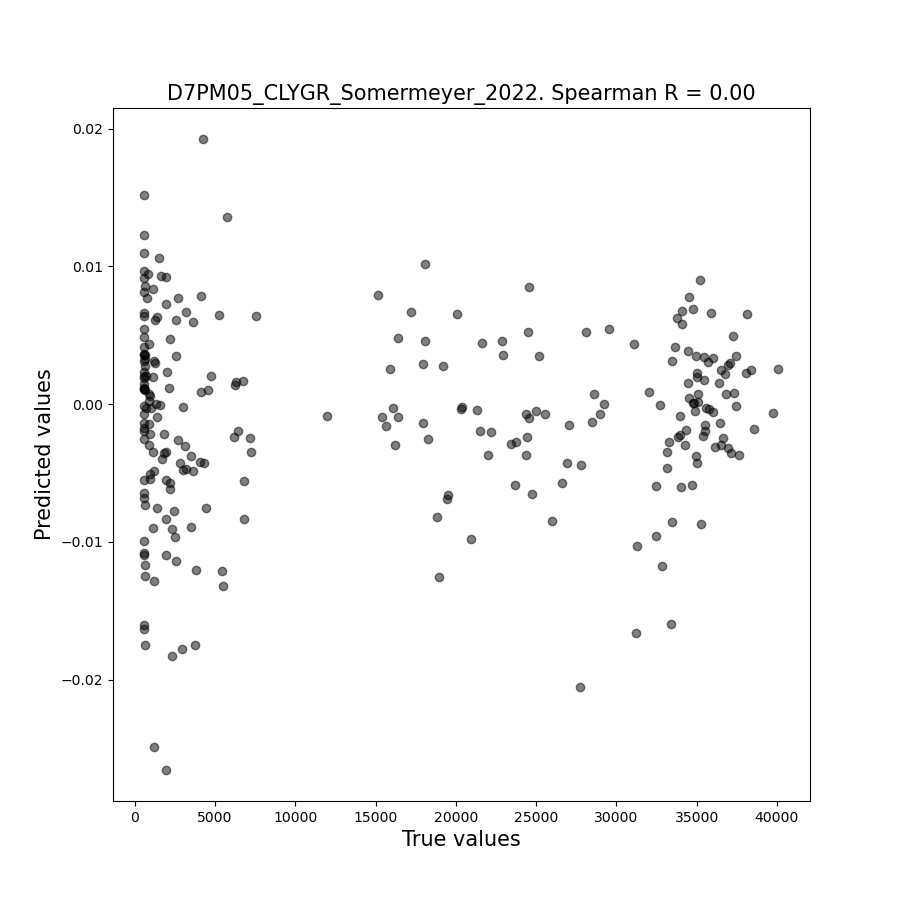 D7PM05_CLYGR_Somermeyer_2022. Spearman R = 0.00
0.02
0.01
0.00
−0.01
−0.02
Predicted values
0 5000 10000 15000 20000 25000 30000 35000 40000
True values